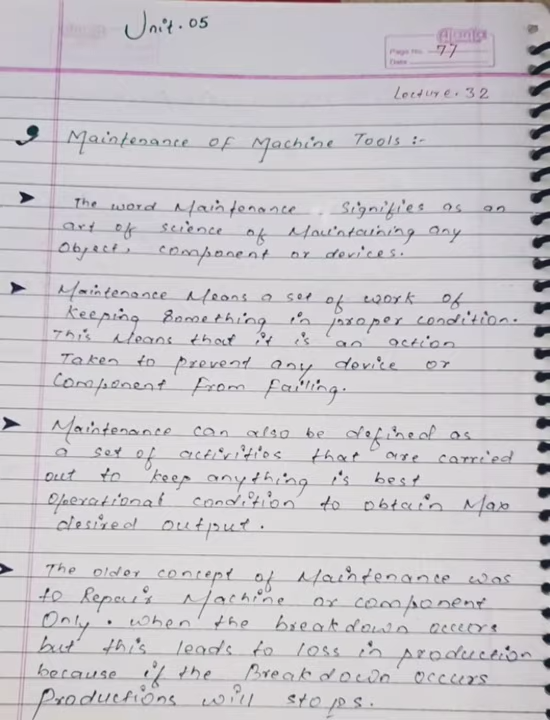 Unit. 05
Page No. 77
Date
Lecture. 32
Maintenance of Machine Tools :-
The word Maintenance Signifies as an
art of science of Maintaining any
Object, component or devices.
Maintenance Means a set of work of
keeping Something in proper condition.
This Means that it is an action
Taken to prevent any device or
Component From Failing.
Maintenance can also be defined as
a set of activities that are carried
out to keep anything is best
Operational condition to obtain Max
desired output.
The older concept of Maintenance was
to Repair Machine or component
Only. when the breakdown occurs
but this leads to loss in production
because if the Breakdown occurs
Productions will stops.